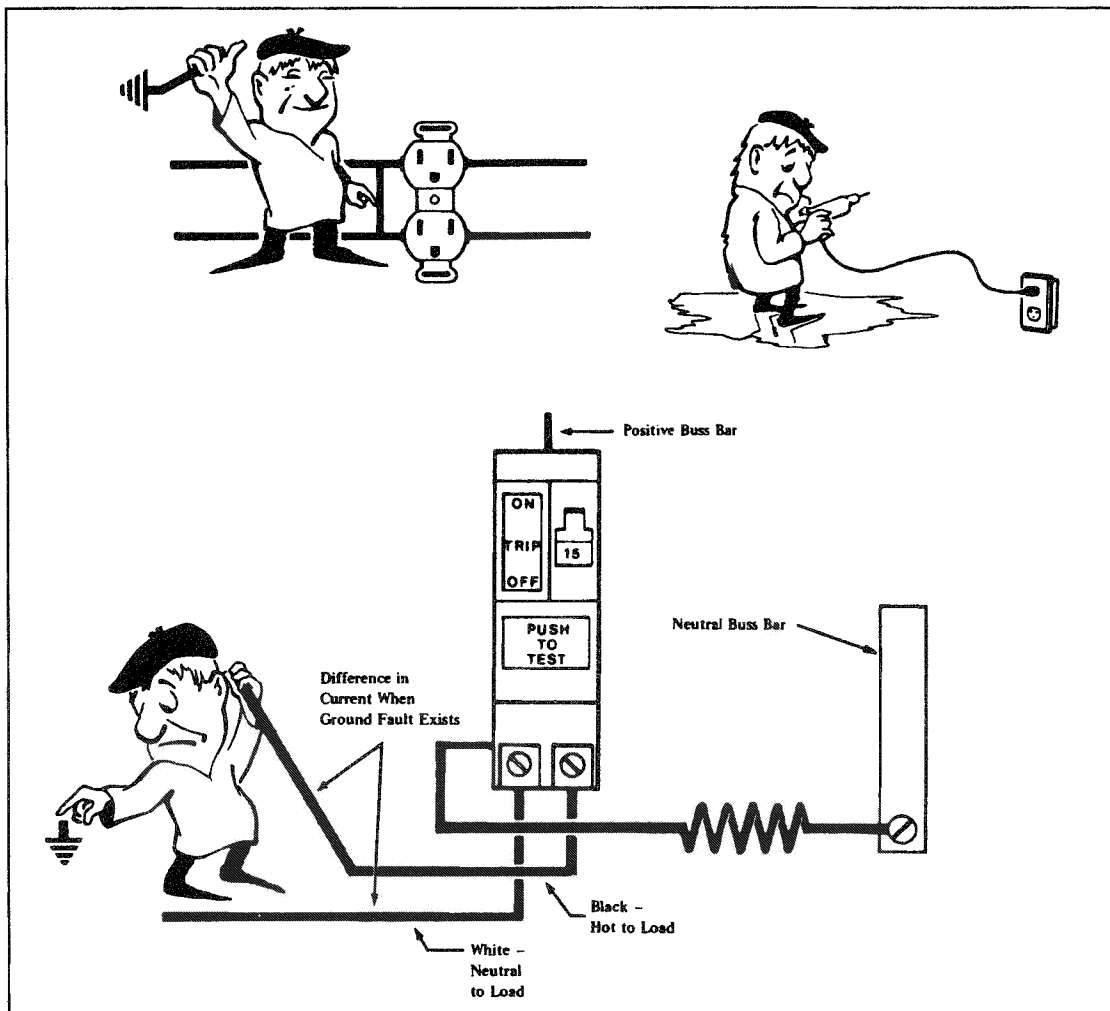 Positive Buss Bar
ON
TRIP
OFF
15
PUSH
TO
TEST
Neutral Buss Bar
Difference in
Current When
Ground Fault Exists
Black -
Hot to Load
White -
Neutral
to Load